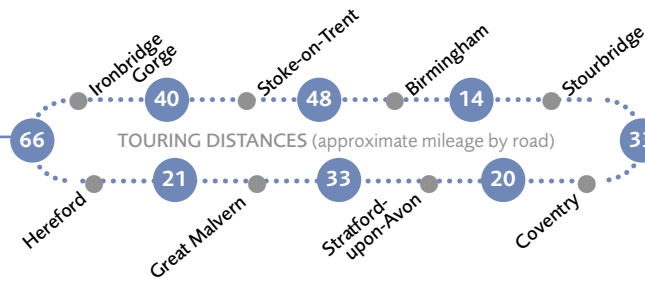 Ironbridge
Gorge
Stoke-on-Trent
Birmingham
Stourbridge
40
48
14
66
TOURING DISTANCES (approximate mileage by road)
21
33
20
Hereford
Great Malvern
Stratford-
upon-Avon
Coventry